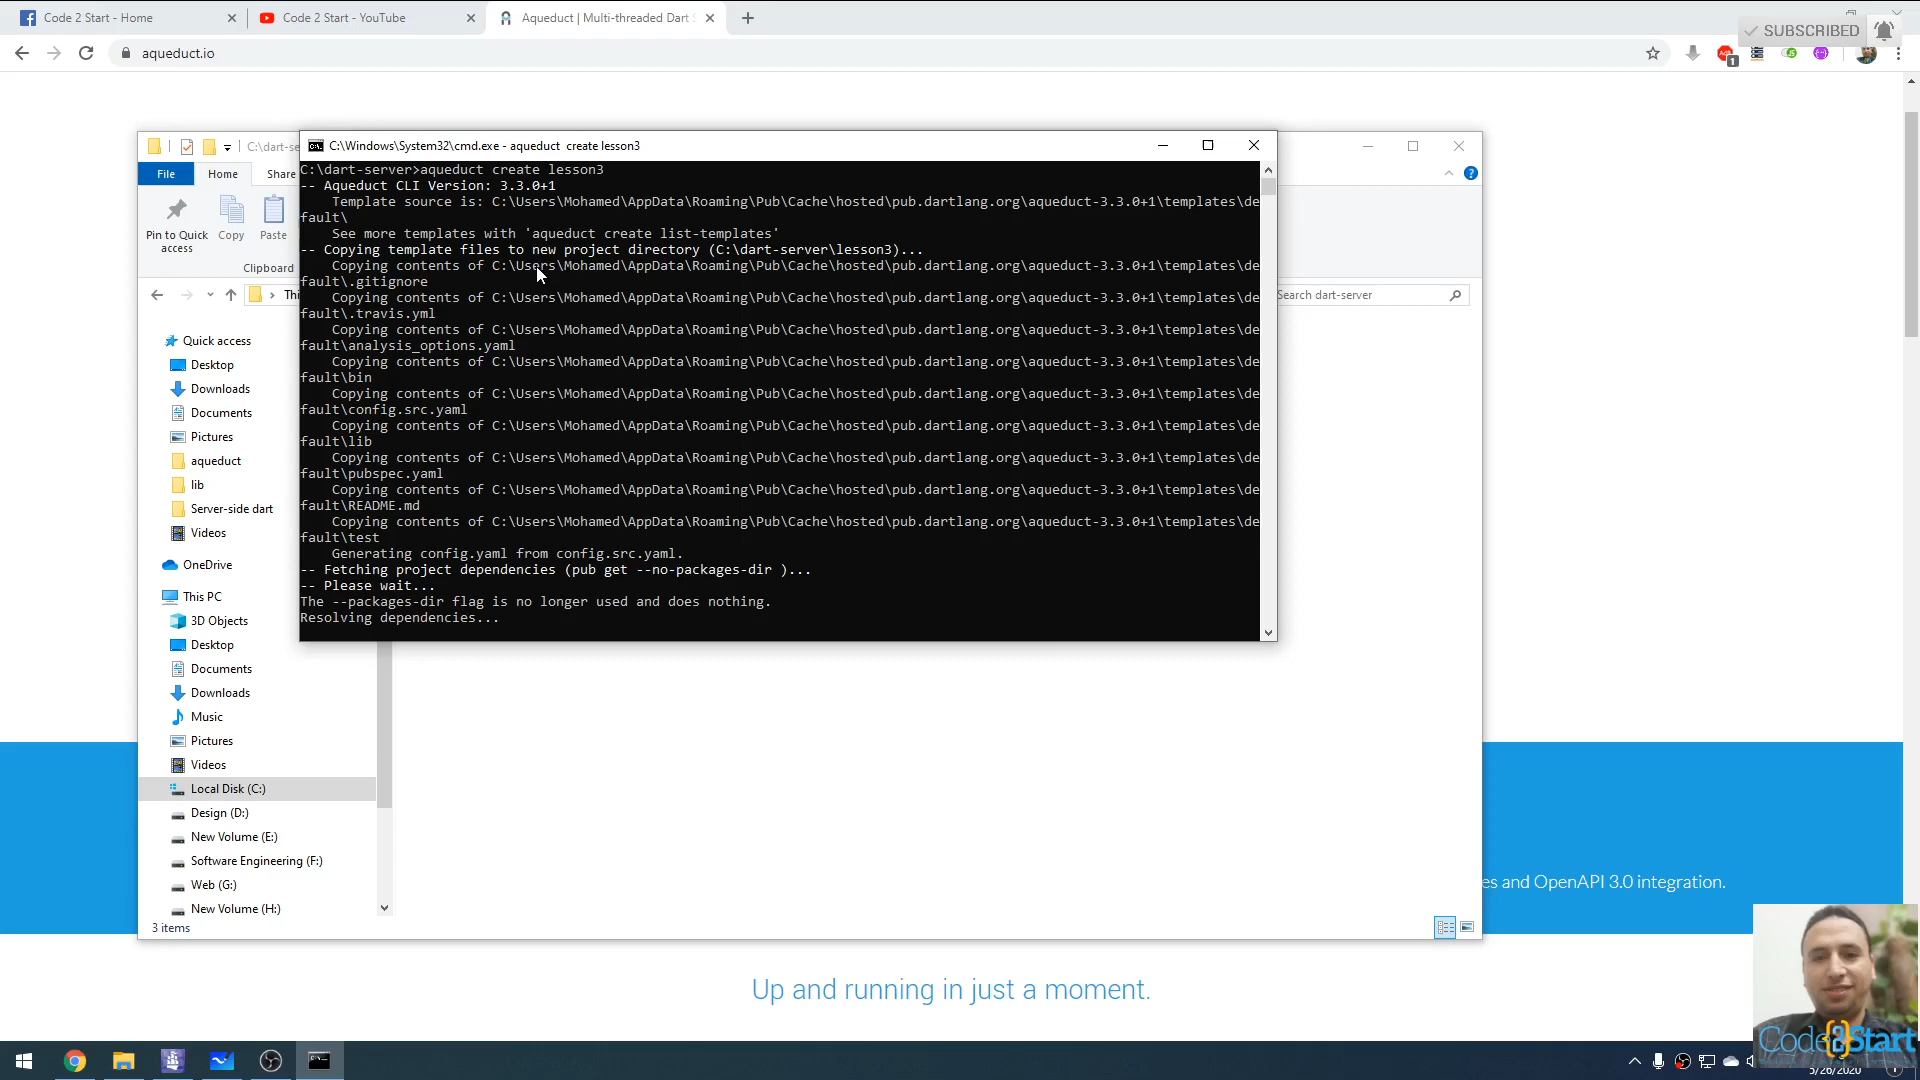 Code 2 Start - Home
Code 2 Start - YouTube
Aqueduct | Multi-threaded Dart
SUBSCRIBED
aqueduct.io
1
C:\dart-se
C:\Windows\System32\cmd.exe - aqueduct  create lesson3
File
Home
Share
Pin to Quick access
Copy
Paste
Clipboard
Thi
Search dart-server
C:\dart-server>aqueduct create lesson3
-- Aqueduct CLI Version: 3.3.0+1
Template source is: C:\Users\Mohamed\AppData\Roaming\Pub\Cache\hosted\pub.dartlang.org\aqueduct-3.3.0+1\templates\de
fault\
See more templates with 'aqueduct create list-templates'
-- Copying template files to new project directory (C:\dart-server\lesson3)...
Copying contents of C:\Users\Mohamed\AppData\Roaming\Pub\Cache\hosted\pub.dartlang.org\aqueduct-3.3.0+1\templates\de
fault\.gitignore
Copying contents of C:\Users\Mohamed\AppData\Roaming\Pub\Cache\hosted\pub.dartlang.org\aqueduct-3.3.0+1\templates\de
fault\.travis.yml
Copying contents of C:\Users\Mohamed\AppData\Roaming\Pub\Cache\hosted\pub.dartlang.org\aqueduct-3.3.0+1\templates\de
fault\analysis_options.yaml
Copying contents of C:\Users\Mohamed\AppData\Roaming\Pub\Cache\hosted\pub.dartlang.org\aqueduct-3.3.0+1\templates\de
fault\bin
Copying contents of C:\Users\Mohamed\AppData\Roaming\Pub\Cache\hosted\pub.dartlang.org\aqueduct-3.3.0+1\templates\de
fault\config.src.yaml
Copying contents of C:\Users\Mohamed\AppData\Roaming\Pub\Cache\hosted\pub.dartlang.org\aqueduct-3.3.0+1\templates\de
fault\lib
Copying contents of C:\Users\Mohamed\AppData\Roaming\Pub\Cache\hosted\pub.dartlang.org\aqueduct-3.3.0+1\templates\de
fault\pubspec.yaml
Copying contents of C:\Users\Mohamed\AppData\Roaming\Pub\Cache\hosted\pub.dartlang.org\aqueduct-3.3.0+1\templates\de
fault\README.md
Copying contents of C:\Users\Mohamed\AppData\Roaming\Pub\Cache\hosted\pub.dartlang.org\aqueduct-3.3.0+1\templates\de
fault\test
Generating config.yaml from config.src.yaml.
-- Fetching project dependencies (pub get --no-packages-dir )...
-- Please wait...
The --packages-dir flag is no longer used and does nothing.
Resolving dependencies...
Quick access
Desktop
Downloads
Documents
Pictures
aqueduct
lib
Server-side dart
Videos
OneDrive
This PC
3D Objects
Desktop
Documents
Downloads
Music
Pictures
Videos
Local Disk (C:)
Design (D:)
New Volume (E:)
Software Engineering (F:)
Web (G:)
New Volume (H:)
3 items
es and OpenAPI 3.0 integration.
Up and running in just a moment.
Code{2}Start
5/26/2020